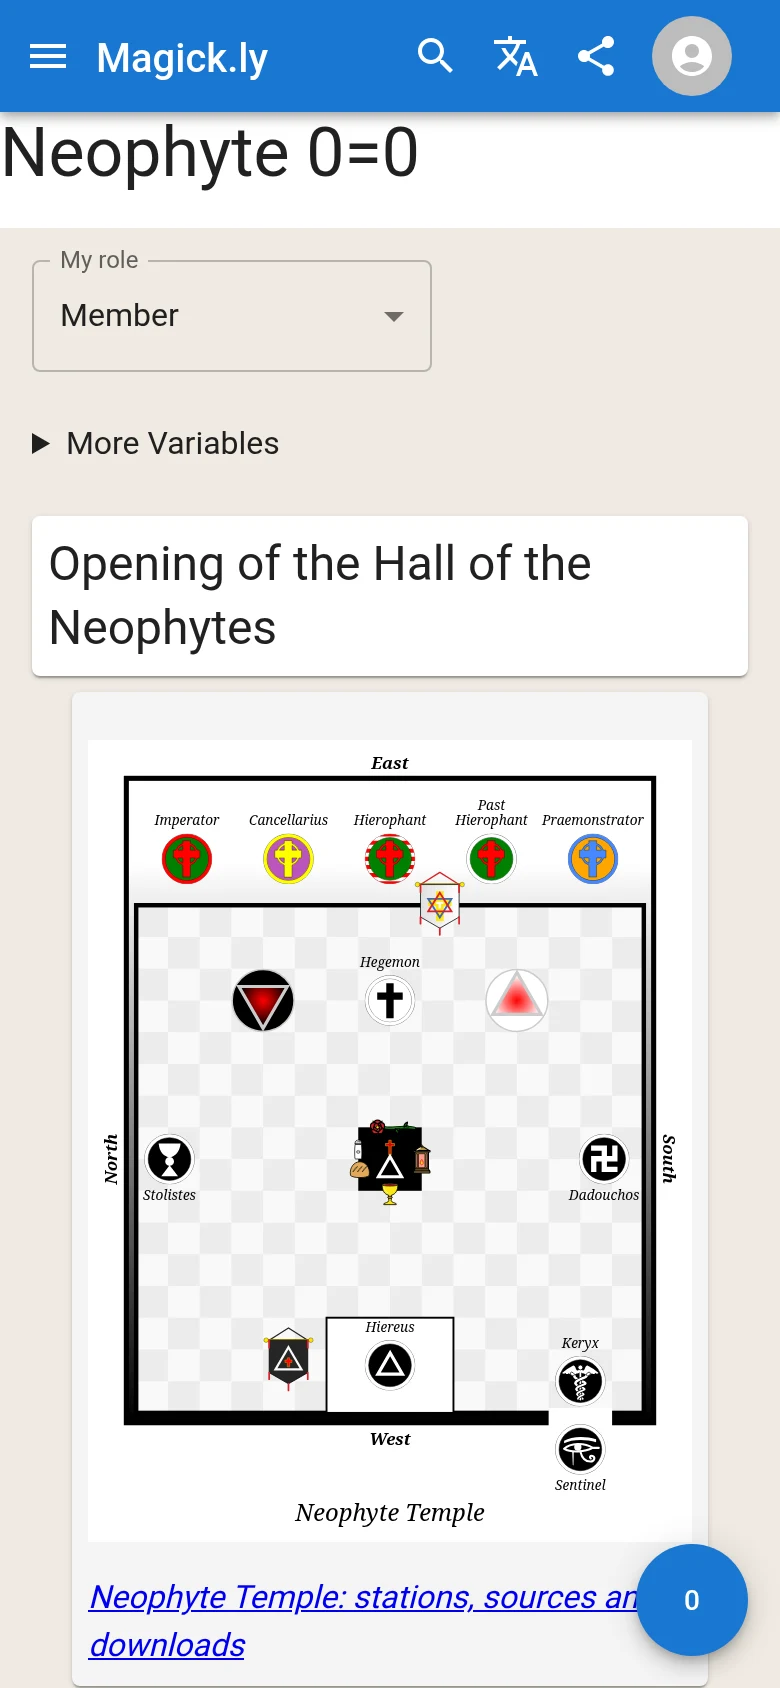 Magick.ly
Neophyte 0=0
My role
Member
More Variables
Opening of the Hall of the
Neophytes
East
Imperator
Cancellarius
Hierophant
Past
Hierophant
Praemonstrator
Hegemon
North
South
Stolistes
Dadouchos
Hiereus
Keryx
West
Sentinel
Neophyte Temple
Neophyte Temple: stations, sources an
downloads
0